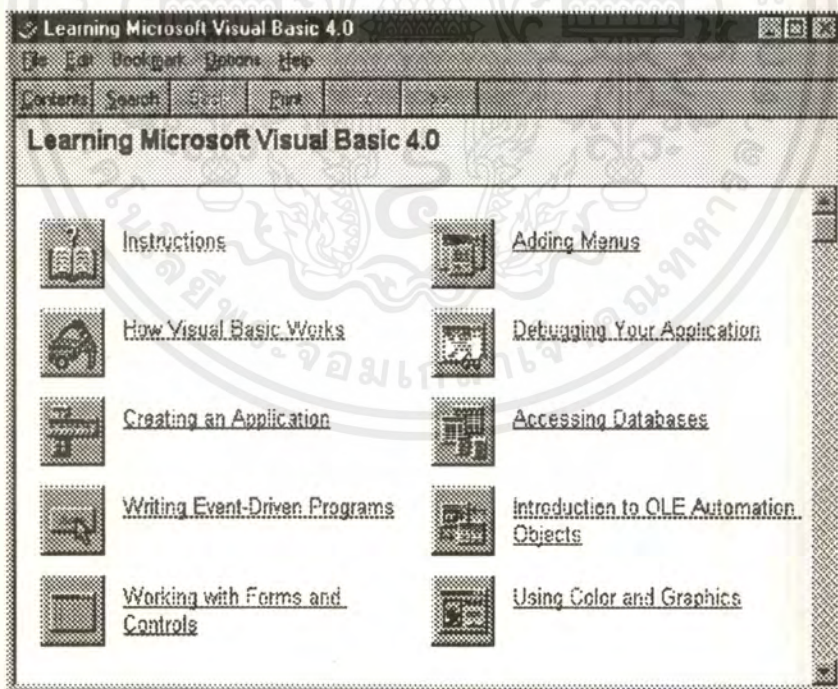 Learning Microsoft Visual Basic 4.0
File Edit Bookmark Options Help
Contents Search Back Print << >>
Learning Microsoft Visual Basic 4.0
Instructions
How Visual Basic Works
Creating an Application
Writing Event-Driven Programs
Working with Forms and
Controls
Adding Menus
Debugging Your Application
Accessing Databases
Introduction to OLE Automation
Objects
Using Color and Graphics